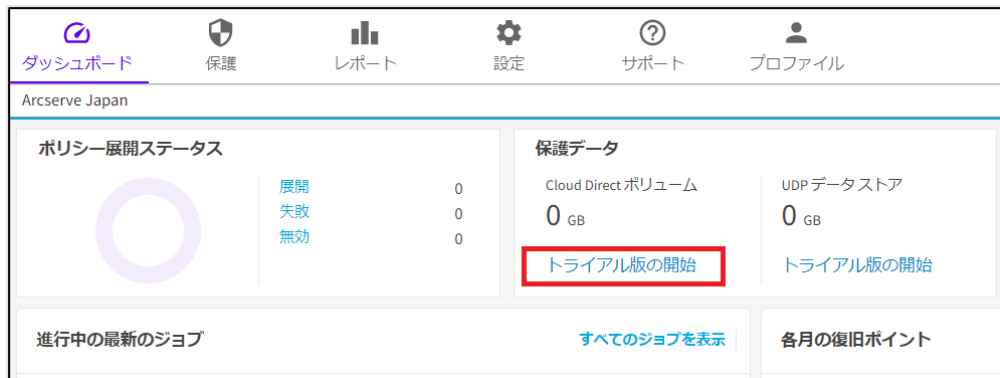 ダッシュボード
保護
レポート
設定
サポート
プロファイル
Arcserve Japan
ポリシー展開ステータス
展開 0
失敗 0
無効 0
保護データ
Cloud Direct ボリューム
0 GB
トライアル版の開始
UDP データストア
0 GB
トライアル版の開始
進行中の最新のジョブ
すべてのジョブを表示
各月の復旧ポイント